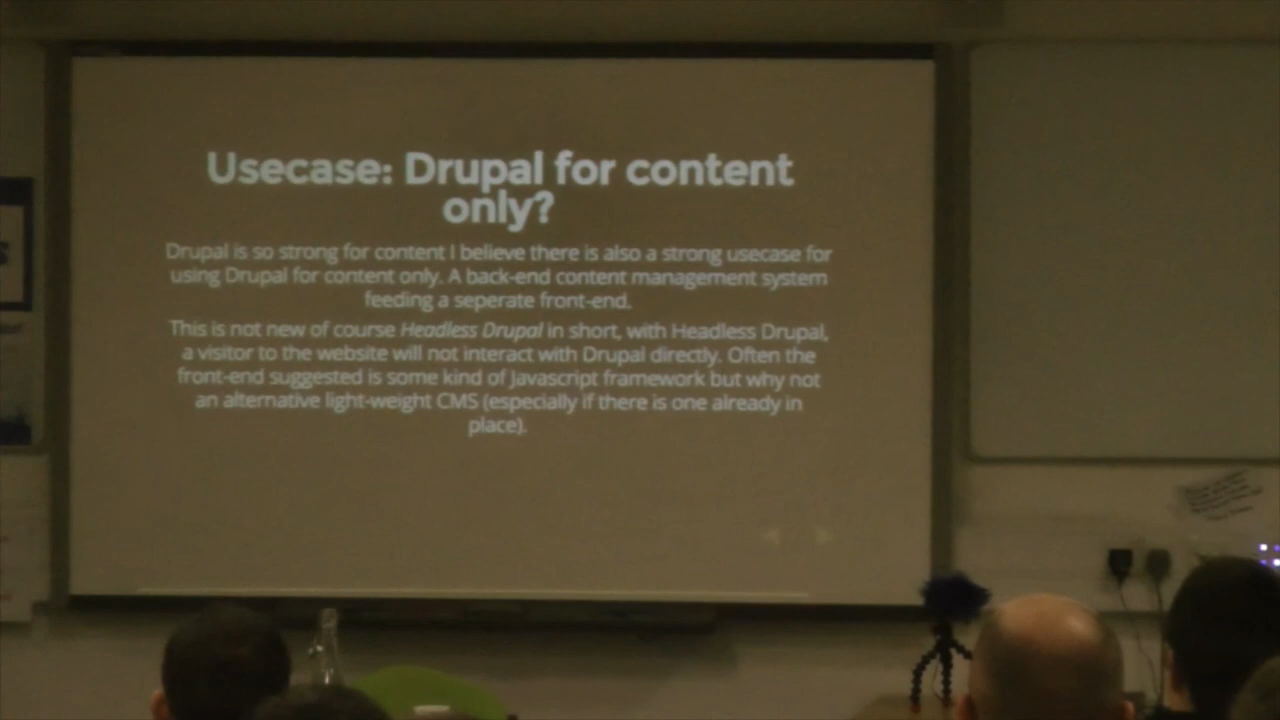 Usecase: Drupal for content
only?
Drupal is so strong for content I believe there is also a strong usecase for
using Drupal for content only. A back-end content management system
feeding a seperate front-end.
This is not new of course Headless Drupal in short, with Headless Drupal,
a visitor to the website will not interact with Drupal directly. Often the
front-end suggested is some kind of Javascript framework but why not
an alternative light-weight CMS (especially if there is one already in
place).